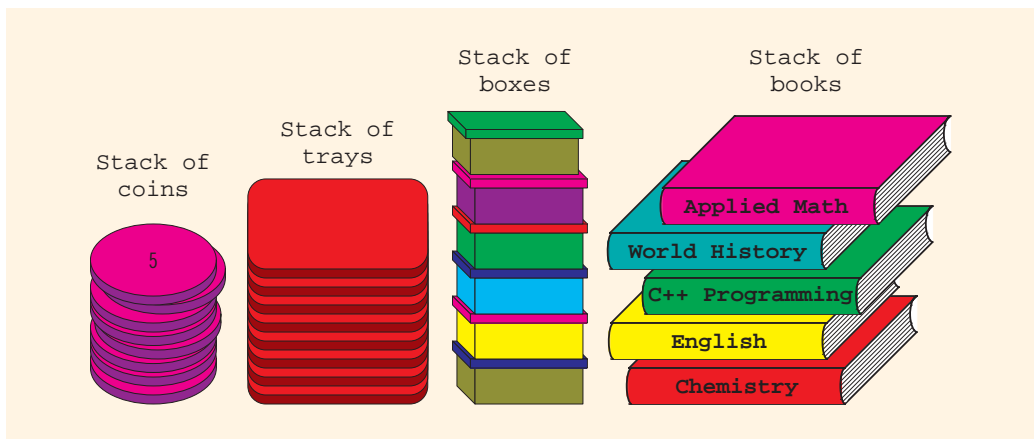 Stack of
coins
5
Stack of
trays
Stack of
boxes
Stack of
books
Applied Math
World History
C++ Programming
English
Chemistry